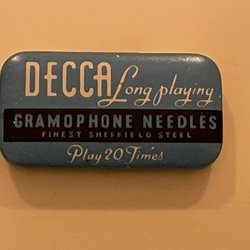 DECCA Long playing
GRAMOPHONE NEEDLES
FINEST SHEFFIELD STEEL
Play 20 Times